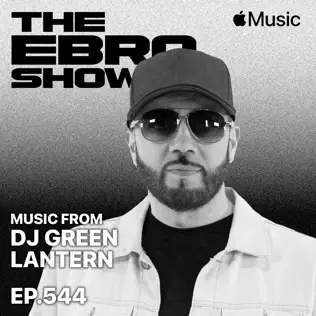 THE
EBRO
SHOW
Music
MUSIC FROM
DJ GREEN
LANTERN
EP.544